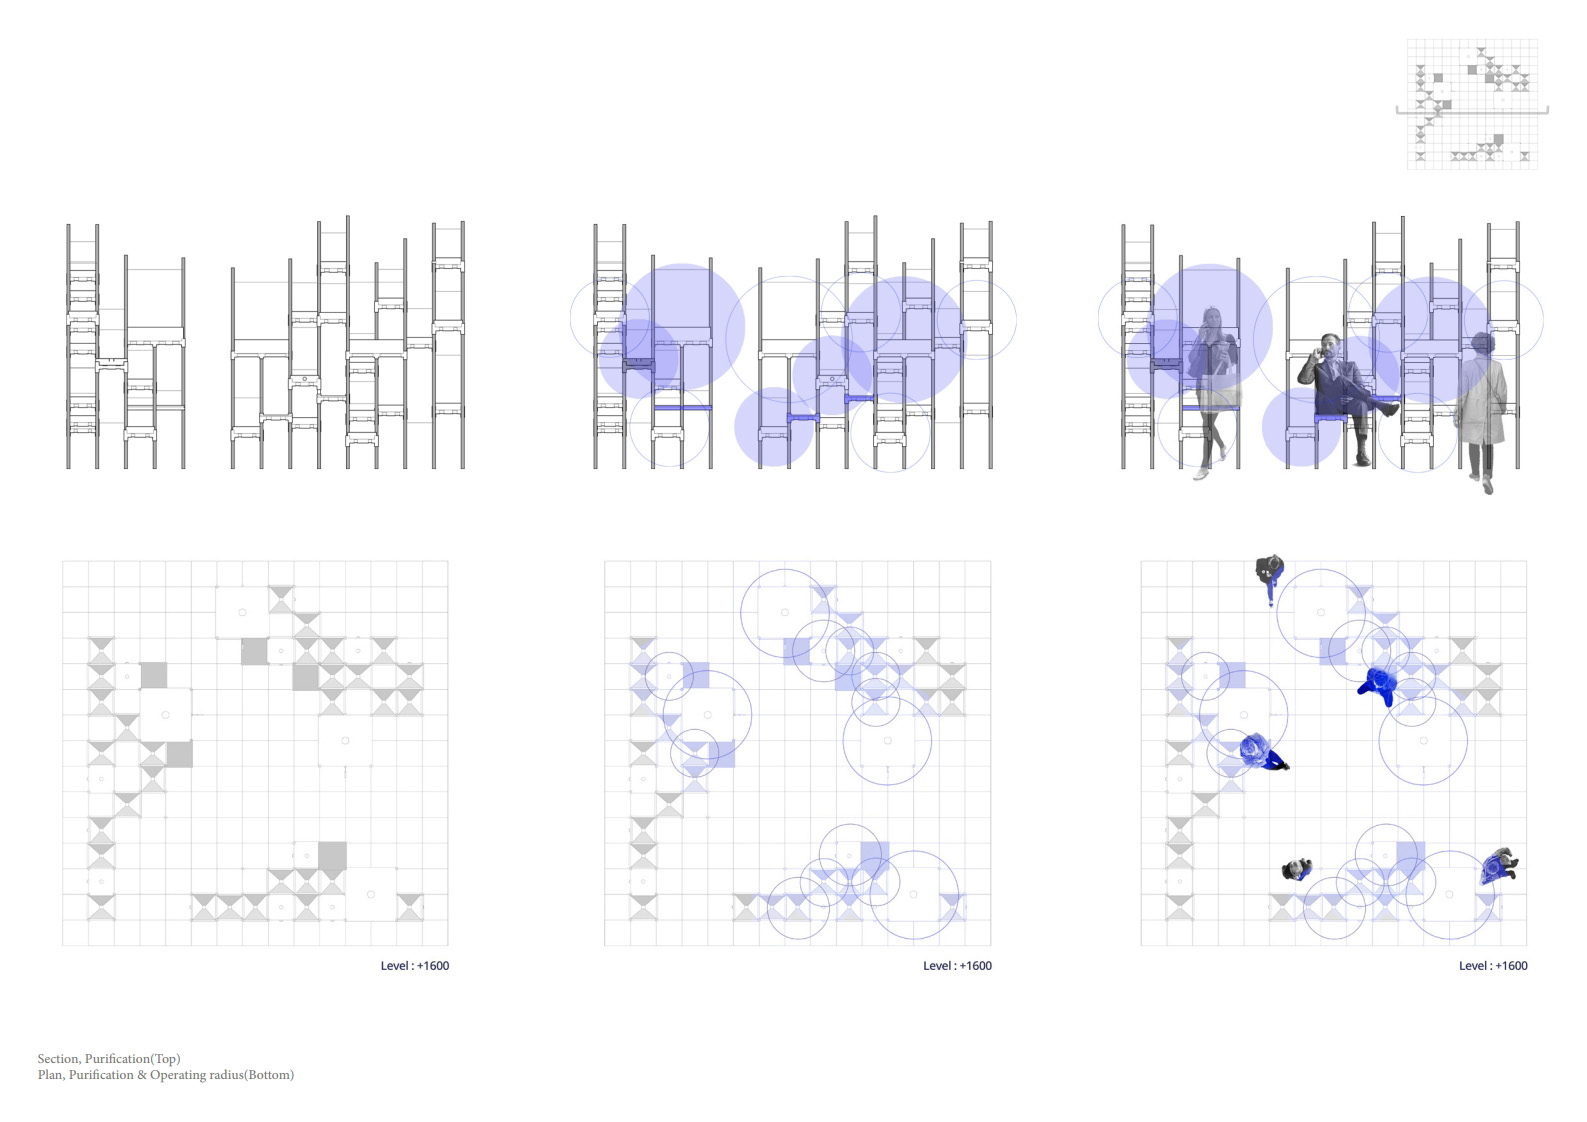 Level : +1600
Level : +1600
Level : +1600
Section, Purification(Top)
Plan, Purification & Operating radius(Bottom)